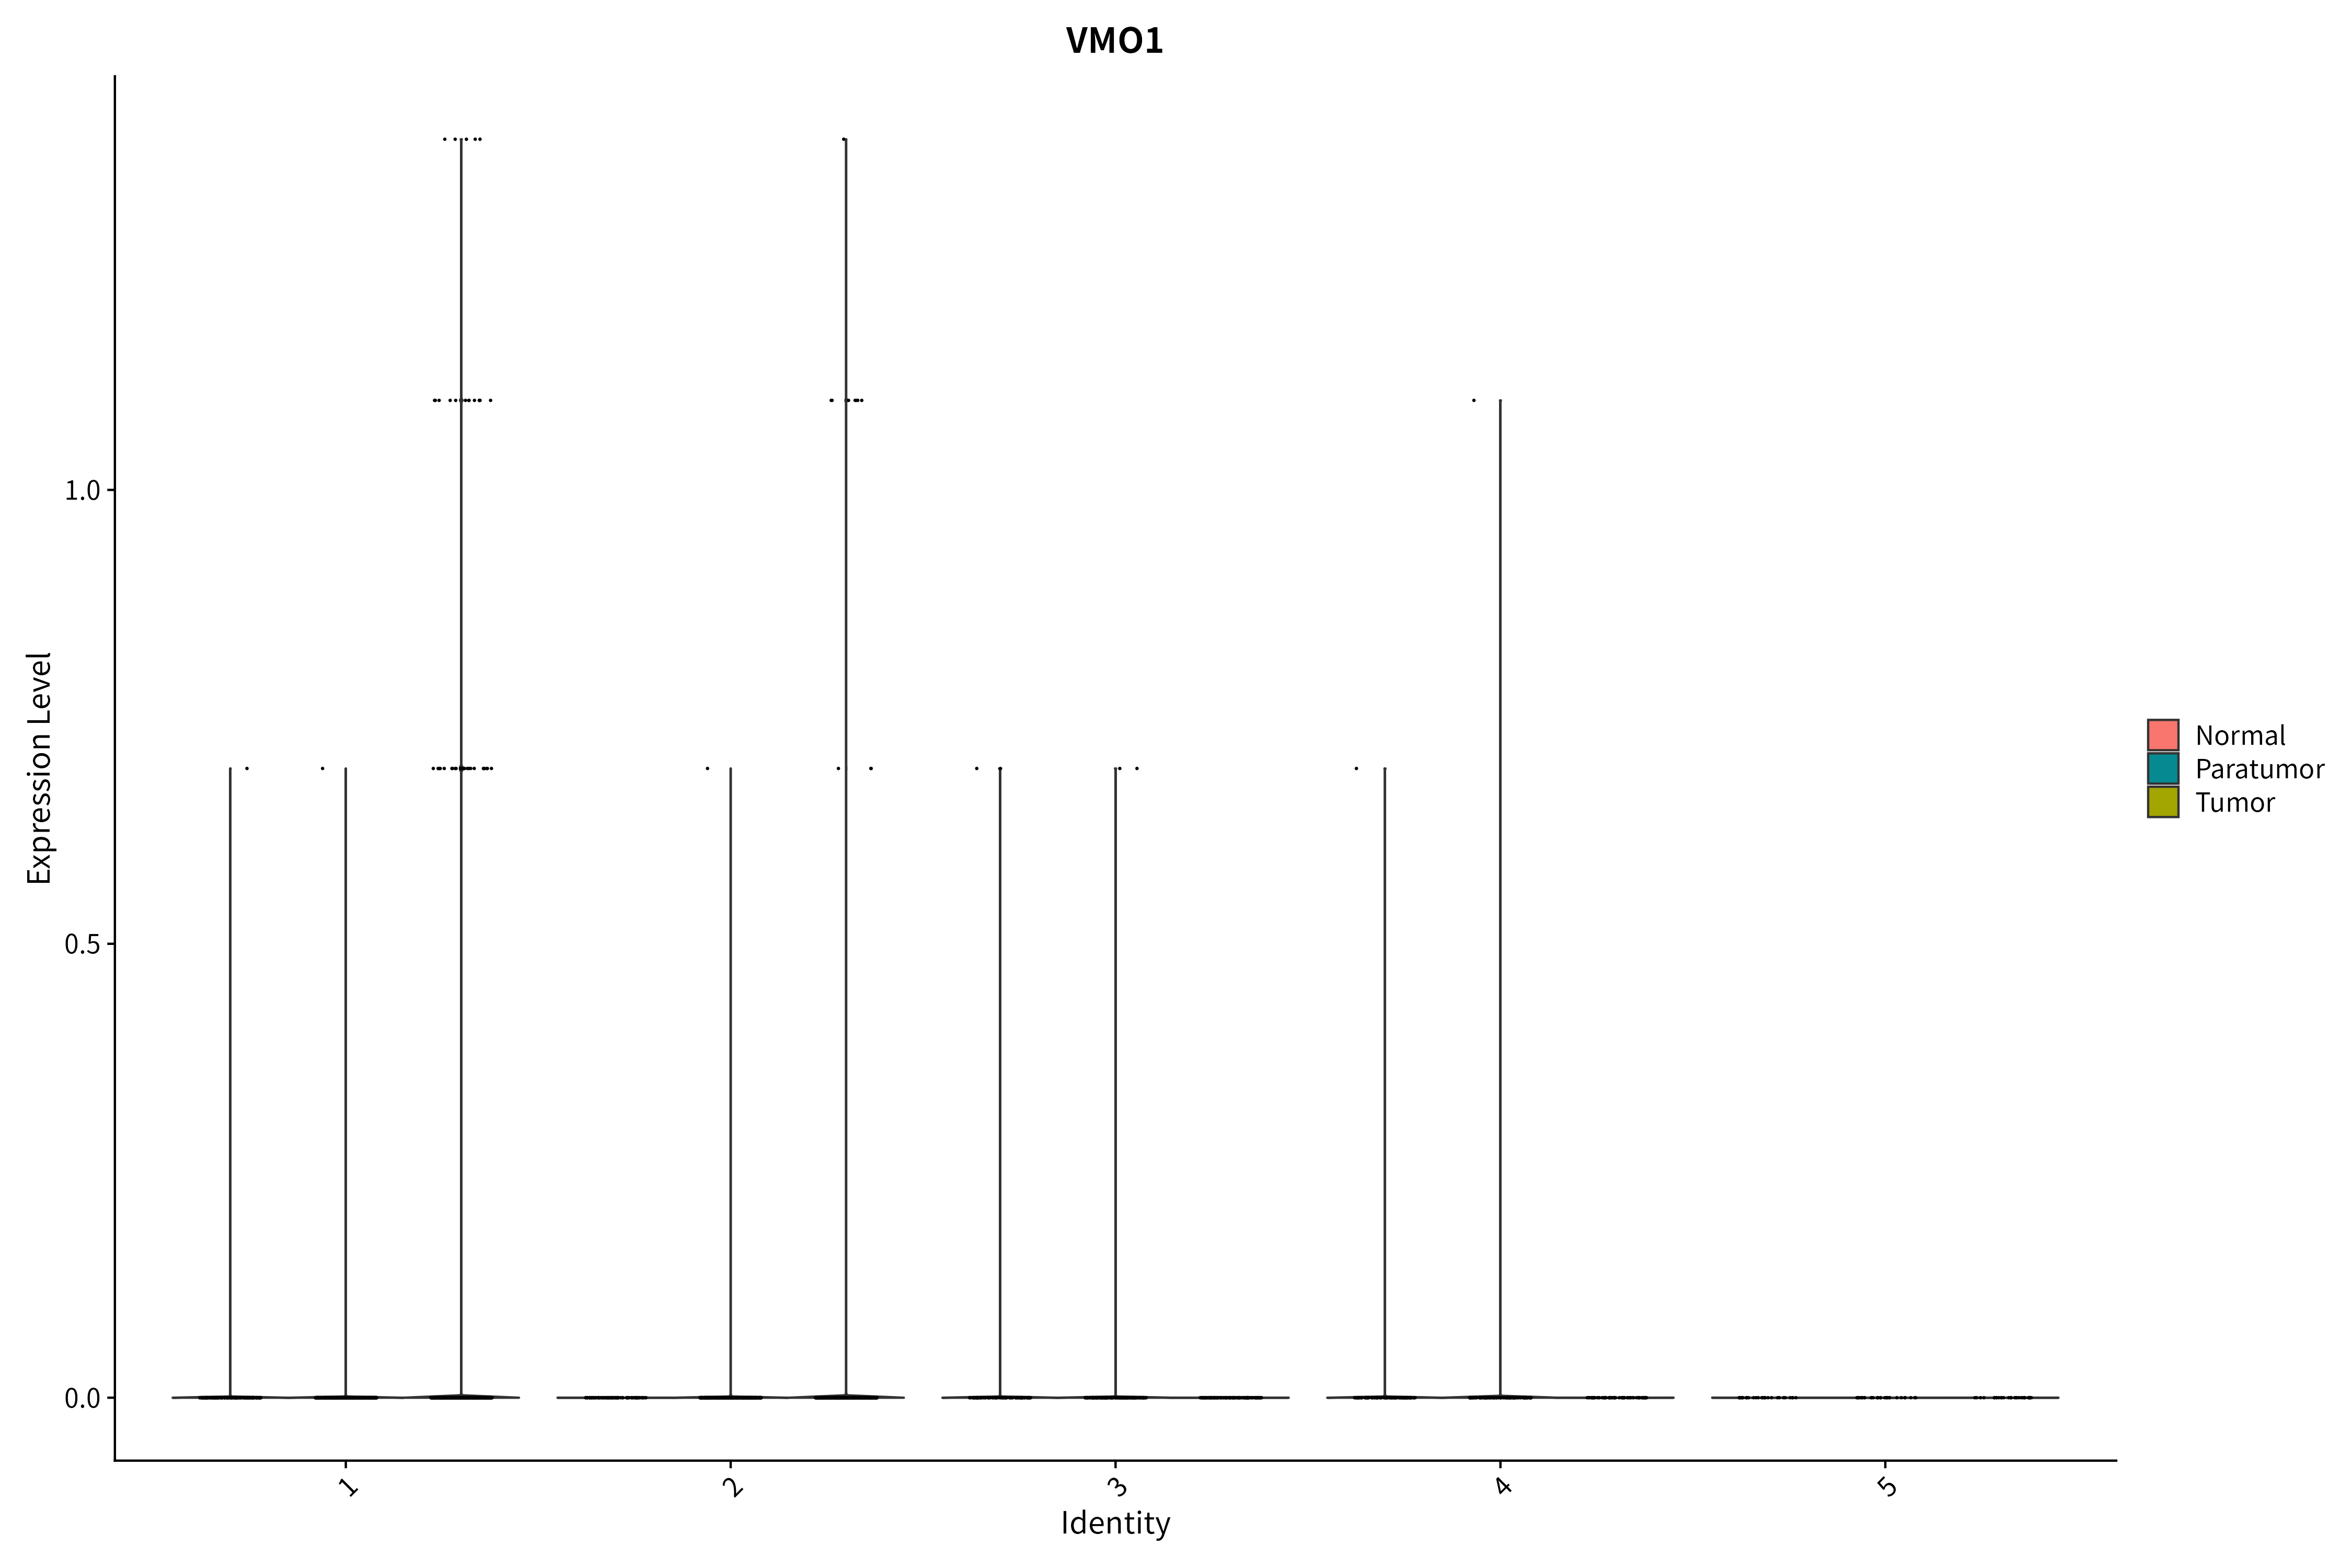 VMO1
Expression Level
1.0
0.5
0.0
1
2
3
4
5
Identity
Normal
Paratumor
Tumor